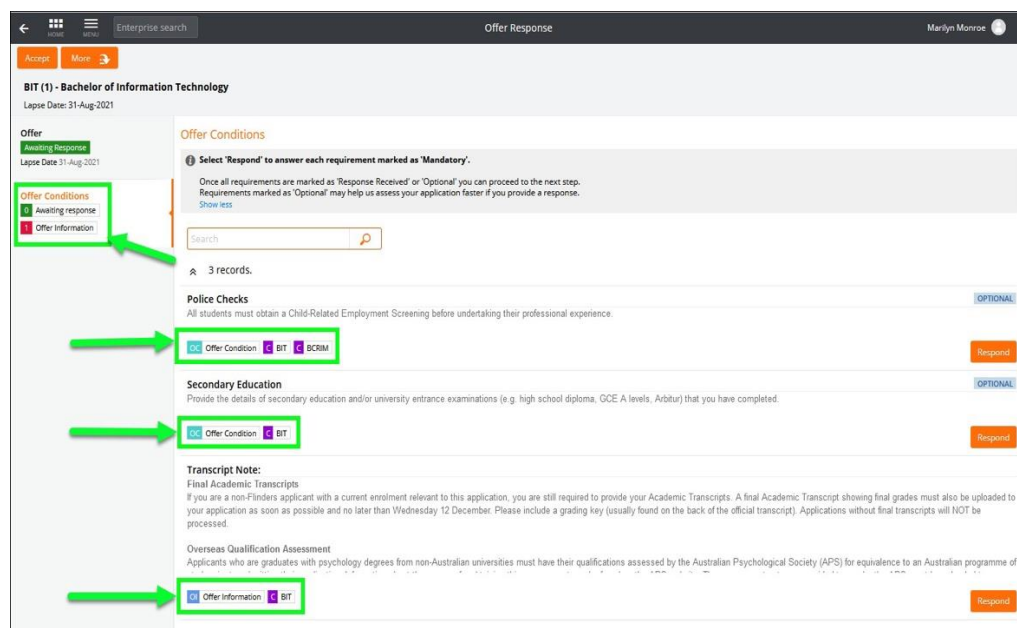 HOME
MENU
Enterprise search
Offer Response
Marilyn Monroe
Accept
More
BIT (1) - Bachelor of Information Technology
Lapse Date: 31-Aug-2021
Offer
Awaiting Response
Lapse Date 31-Aug-2021
Offer Conditions
0 Awaiting response
1 Offer Information
Offer Conditions
Select 'Respond' to answer each requirement marked as 'Mandatory'.
Once all requirements are marked as 'Response Received' or 'Optional' you can proceed to the next step.
Requirements marked as 'Optional' may help us assess your application faster if you provide a response.
Show less
Search
3 records.
Police Checks
OPTIONAL
All students must obtain a Child-Related Employment Screening before undertaking their professional experience.
OC Offer Condition C BIT C BCRIM
Respond
Secondary Education
OPTIONAL
Provide the details of secondary education and/or university entrance examinations (e.g. high school diploma, GCE A levels, Arbitur) that you have completed.
OC Offer Condition C BIT
Respond
Transcript Note:
Final Academic Transcripts
If you are a non-Flinders applicant with a current enrolment relevant to this application, you are still required to provide your Academic Transcripts. A final Academic Transcript showing final grades must also be uploaded to
your application as soon as possible and no later than Wednesday 12 December. Please include a grading key (usually found on the back of the official transcript). Applications without final transcripts will NOT be
processed.
Overseas Qualification Assessment
Applicants who are graduates with psychology degrees from non-Australian universities must have their qualifications assessed by the Australian Psychological Society (APS) for equivalence to an Australian programme of
OI Offer Information C BIT
Respond